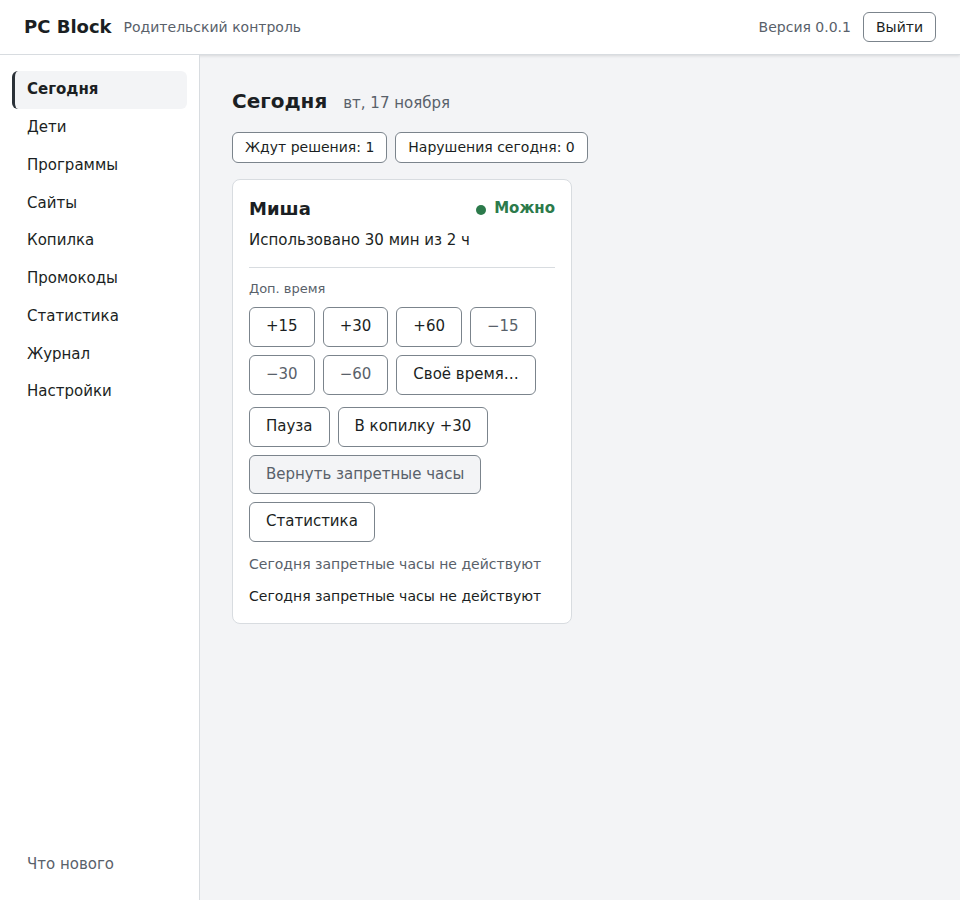 PC Block Родительский контроль Версия 0.0.1 Выйти
Сегодня
Дети
Программы
Сайты
Копилка
Промокоды
Статистика
Журнал
Настройки
Что нового
Сегодня вт, 17 ноября
Ждут решения: 1 Нарушения сегодня: 0
Миша Можно
Использовано 30 мин из 2 ч
Доп. время
+15 +30 +60 −15
−30 −60 Своё время…
Пауза В копилку +30
Вернуть запретные часы
Статистика
Сегодня запретные часы не действуют
Сегодня запретные часы не действуют